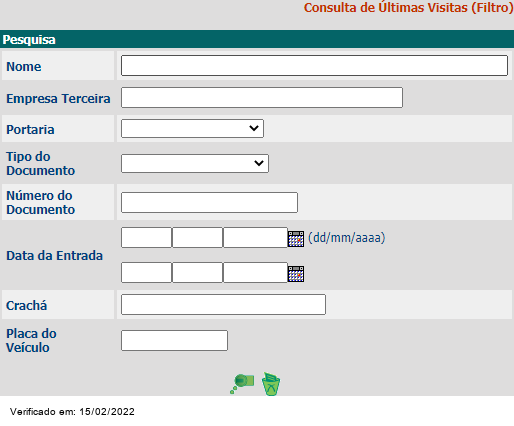 Consulta de Últimas Visitas (Filtro)
Pesquisa
Nome
Empresa Terceira
Portaria
Tipo do
Documento
Número do
Documento
Data da Entrada
(dd/mm/aaaa)
Crachá
Placa do
Veículo
Verificado em: 15/02/2022